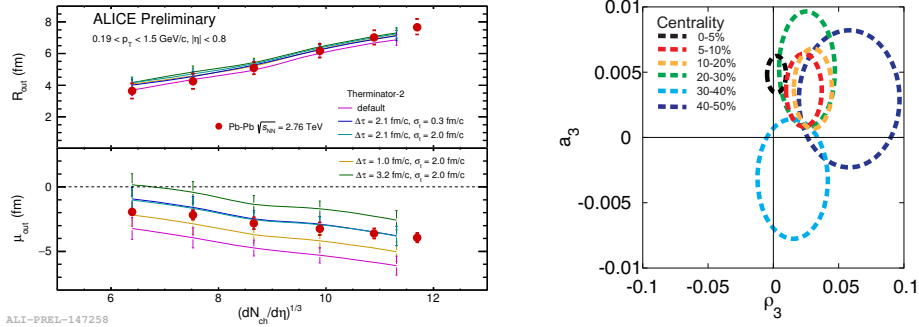 ALICE Preliminary
0.19 < p_T < 1.5 GeV/c, |η| < 0.8
R_out (fm)
8
6
4
2
Therminator-2
default
Δτ = 2.1 fm/c, σ_t = 0.3 fm/c
Δτ = 2.1 fm/c, σ_t = 2.0 fm/c
Pb-Pb √s_NN = 2.76 TeV
Δτ = 1.0 fm/c, σ_t = 2.0 fm/c
Δτ = 3.2 fm/c, σ_t = 2.0 fm/c
μ_out (fm)
0
−5
6 8 10 12
(dN_ch/dη)^1/3
ALI-PREL-147258
Centrality
0-5%
5-10%
10-20%
20-30%
30-40%
40-50%
a_3
0.01
0.005
0
-0.005
-0.01
-0.1 -0.05 0 0.05 0.1
ρ_3